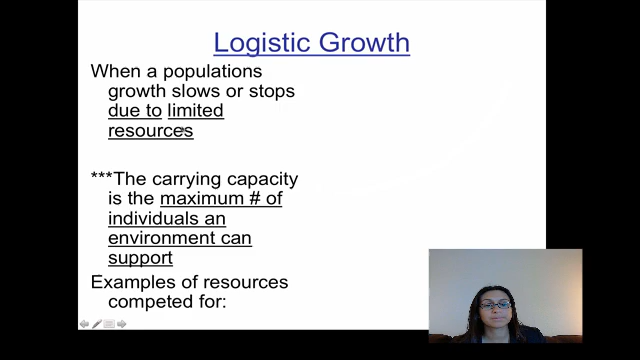 Logistic Growth
When a populations
growth slows or stops
due to limited
resources
***The carrying capacity
is the maximum # of
individuals an
environment can
support
Examples of resources
competed for: